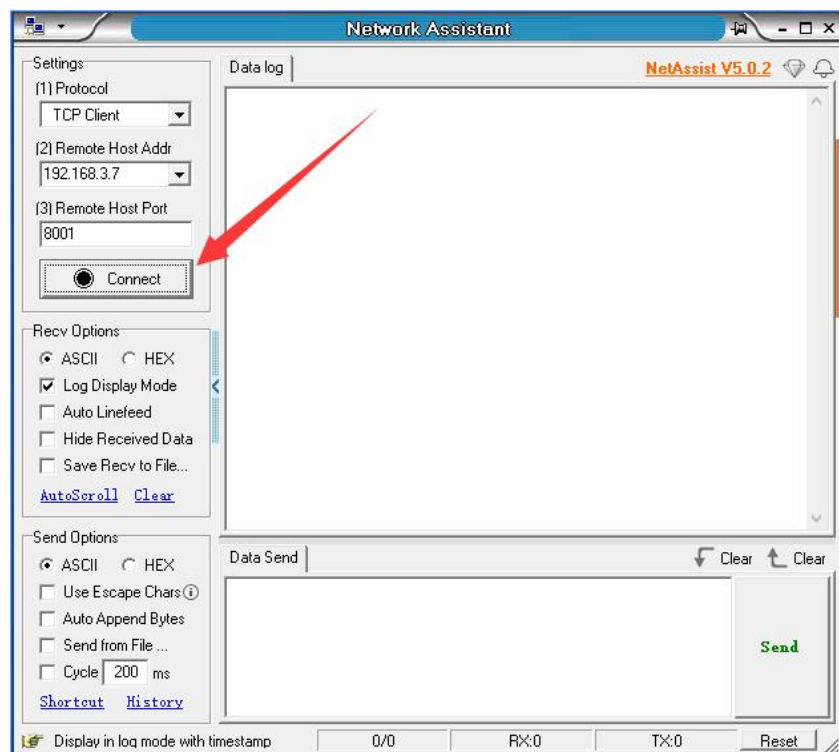 Network Assistant
Settings
(1) Protocol
TCP Client
(2) Remote Host Addr
192.168.3.7
(3) Remote Host Port
8001
Connect
Recv Options
ASCII HEX
Log Display Mode
Auto Linefeed
Hide Received Data
Save Recv to File...
AutoScroll Clear
Send Options
ASCII HEX
Use Escape Chars
Auto Append Bytes
Send from File ...
Cycle 200 ms
Shortcut History
Data log NetAssist V5.0.2
Data Send Clear Clear
Send
Display in log mode with timestamp 0/0 RX:0 TX:0 Reset